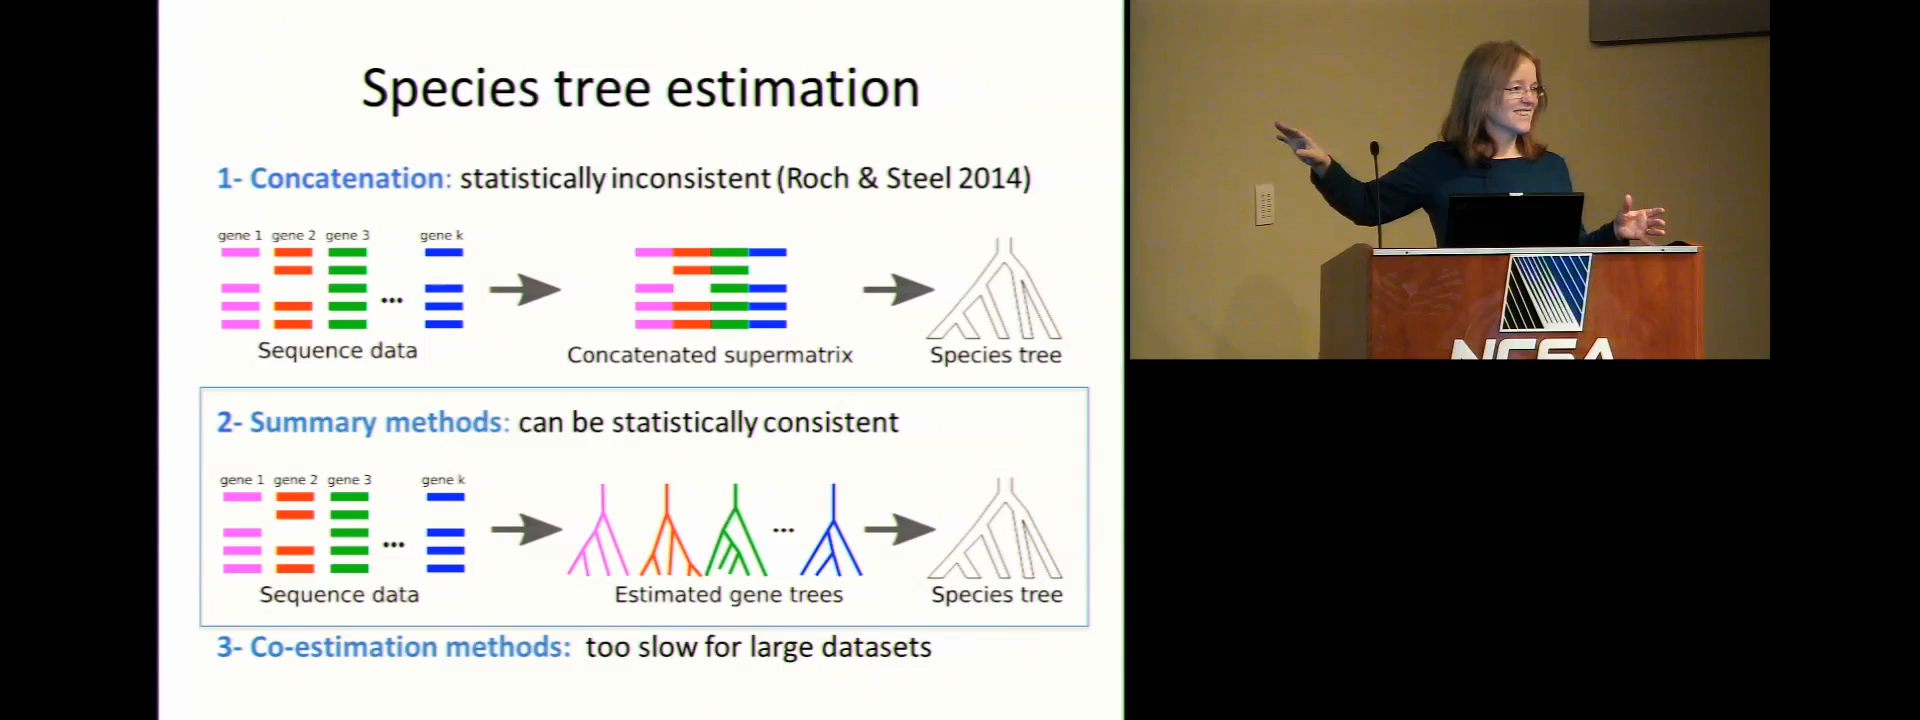 Species tree estimation
1- Concatenation: statistically inconsistent (Roch & Steel 2014)
gene 1 gene 2 gene 3 gene k
...
Sequence data
Concatenated supermatrix
Species tree
2- Summary methods: can be statistically consistent
gene 1 gene 2 gene 3 gene k
... ...
Sequence data
Estimated gene trees
Species tree
3- Co-estimation methods: too slow for large datasets
NCSA